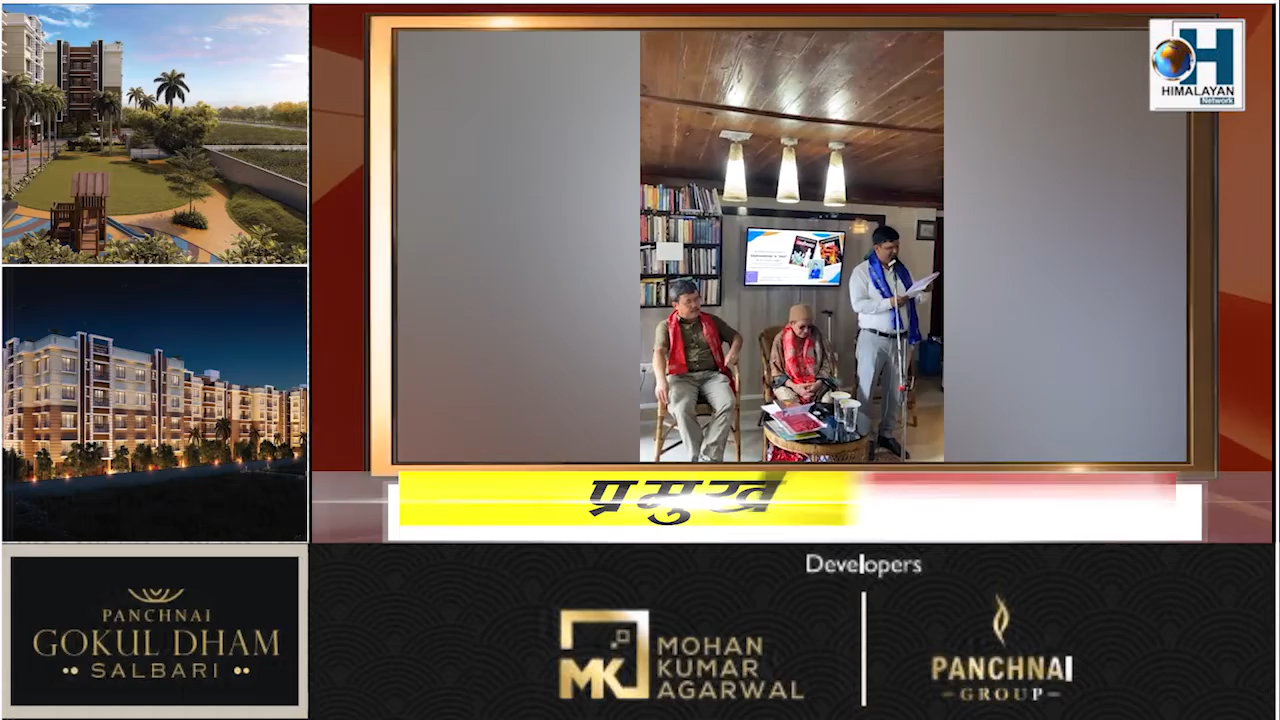 HIMALAYAN
Network
प्रमुख
Developers
PANCHNAI
GOKUL DHAM
SALBARI
MK
MOHAN
KUMAR
AGARWAL
PANCHNAI
GROUP